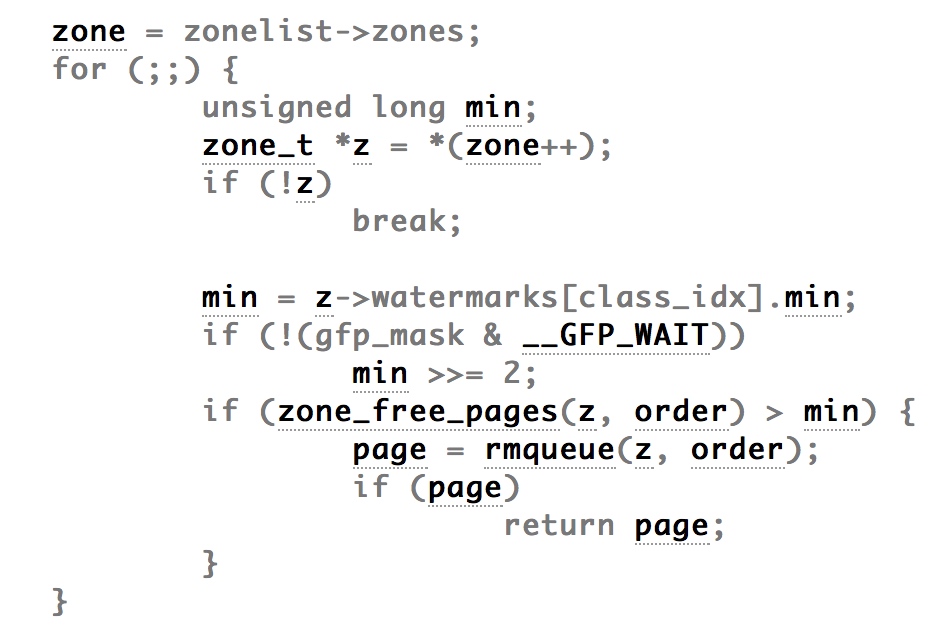 zone = zonelist->zones;
for (;;) {
        unsigned long min;
        zone_t *z = *(zone++);
        if (!z)
                break;

        min = z->watermarks[class_idx].min;
        if (!(gfp_mask & __GFP_WAIT))
                min >>= 2;
        if (zone_free_pages(z, order) > min) {
                page = rmqueue(z, order);
                if (page)
                        return page;
        }
}